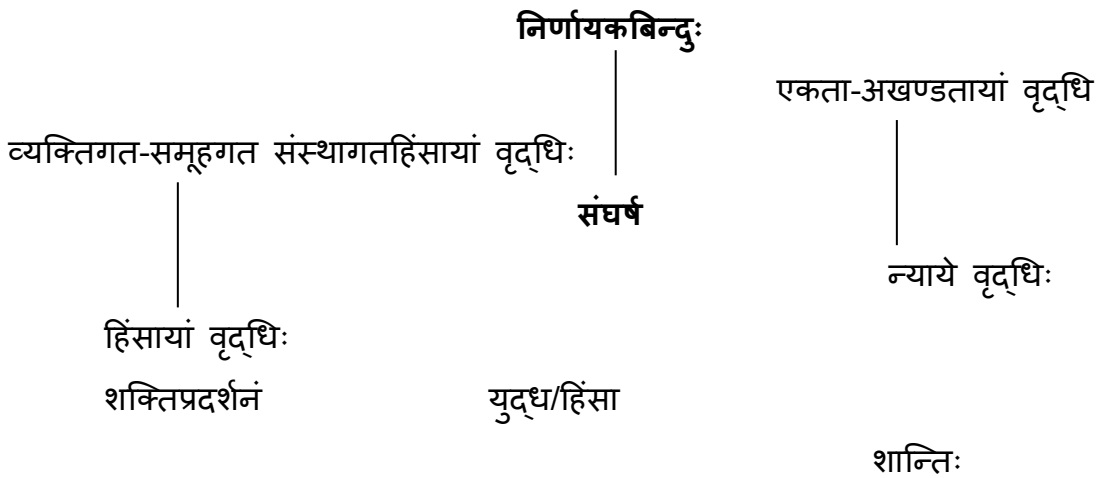 निर्णायकबिन्दुः
एकता-अखण्डतायां वृद्धि
व्यक्तिगत-समूहगत संस्थागतहिंसायां वृद्धिः
संघर्ष
न्याये वृद्धिः
हिंसायां वृद्धिः
शक्तिप्रदर्शनं युद्ध/हिंसा
शान्तिः